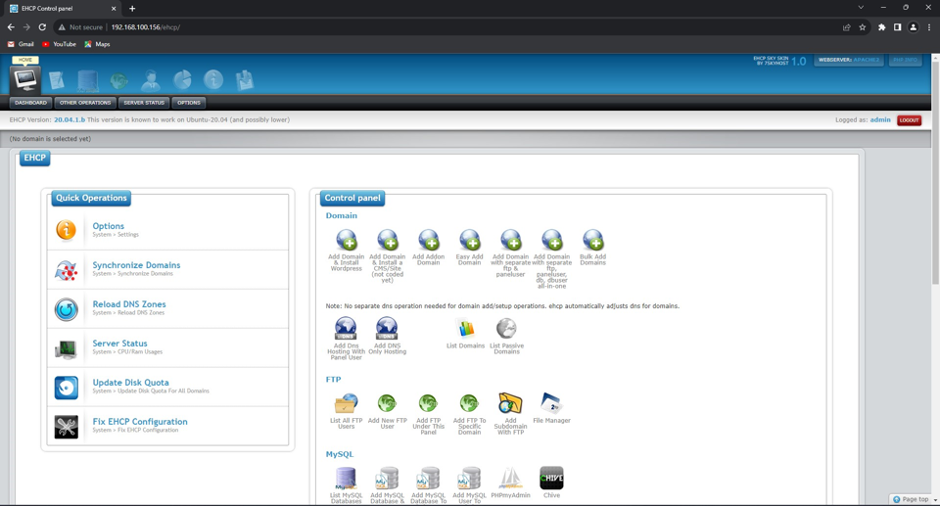 EHCP Control panel
Not secure | 192.168.100.156/ehcp/
Gmail YouTube Maps
HOME
EHCP SKY SKIN
BY 7SKYHOST 1.0
WEBSERVER: APACHE2
DASHBOARD OTHER OPERATIONS SERVER STATUS OPTIONS
EHCP Version: 20.04.1.b This version is known to work on Ubuntu-20.04 (and possibly lower)
Logged as: admin LOGOUT
(No domain is selected yet)
EHCP
Quick Operations
Options
System > Settings
Synchronize Domains
System > Synchronize Domains
Reload DNS Zones
System > Reload DNS Zones
Server Status
System > CPU/Ram Usages
Update Disk Quota
System > Update Disk Quota For All Domains
Fix EHCP Configuration
System > Fix EHCP Configuration
Control panel
Domain
Add Domain
& Install
Wordpress
Add Domain
& Install a
CMS/Site
(not coded
yet)
Add Addon
Domain
Easy Add
Domain
Add Domain
with separate
ftp &
paneluser
Add Domain
with separate
ftp,
paneluser,
db, dbuser
all-in-one
Bulk Add
Domains
Note: No separate dns operation needed for domain add/setup operations. ehcp automatically adjusts dns for domains.
Add Dns
Hosting With
Panel User
Add DNS
Only Hosting
List Domains
List Passive
Domains
FTP
List All FTP
Users
Add New FTP
User
Add FTP
Under This
Panel
Add FTP To
Specific
Domain
Add
Subdomain
With FTP
File Manager
MySQL
List MySQL
Databases
Add MySQL
Database &
Add MySQL
Database To
Add MySQL
User To
PHPmyAdmin
CHIVE
Chive
Page top